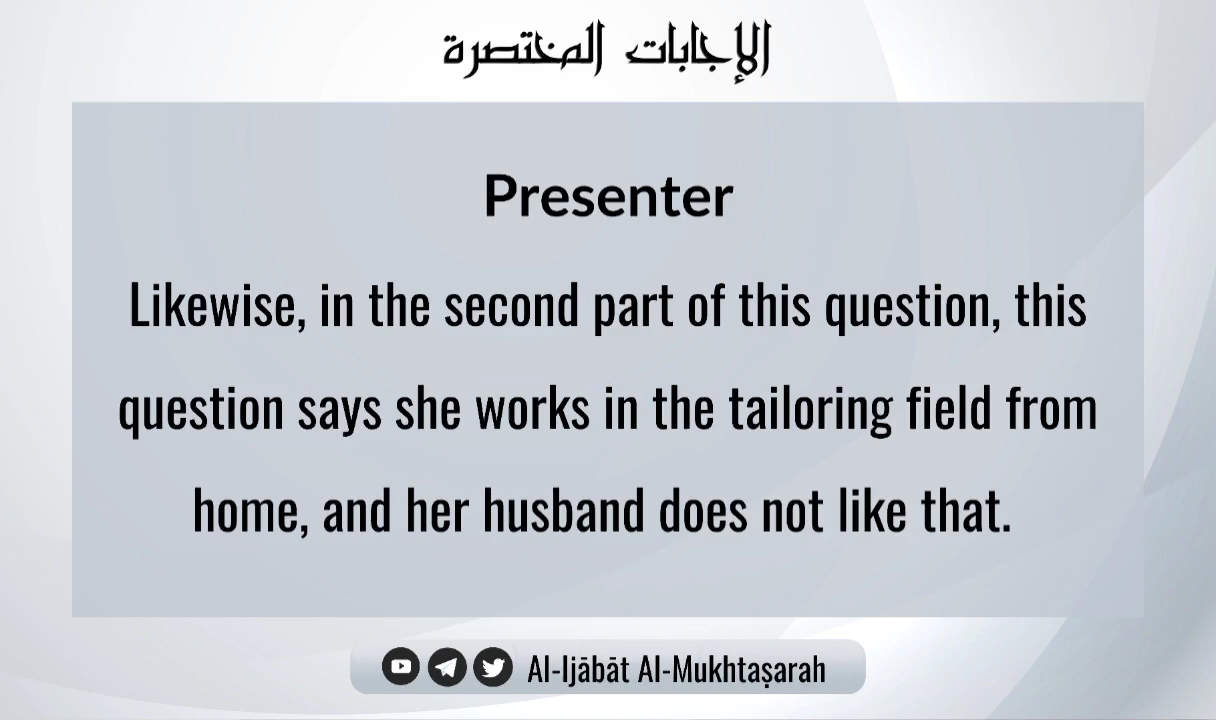 الإجابات المختصرة
Presenter
Likewise, in the second part of this question, this
question says she works in the tailoring field from
home, and her husband does not like that.
Al-Ijābāt Al-Mukhtaṣarah